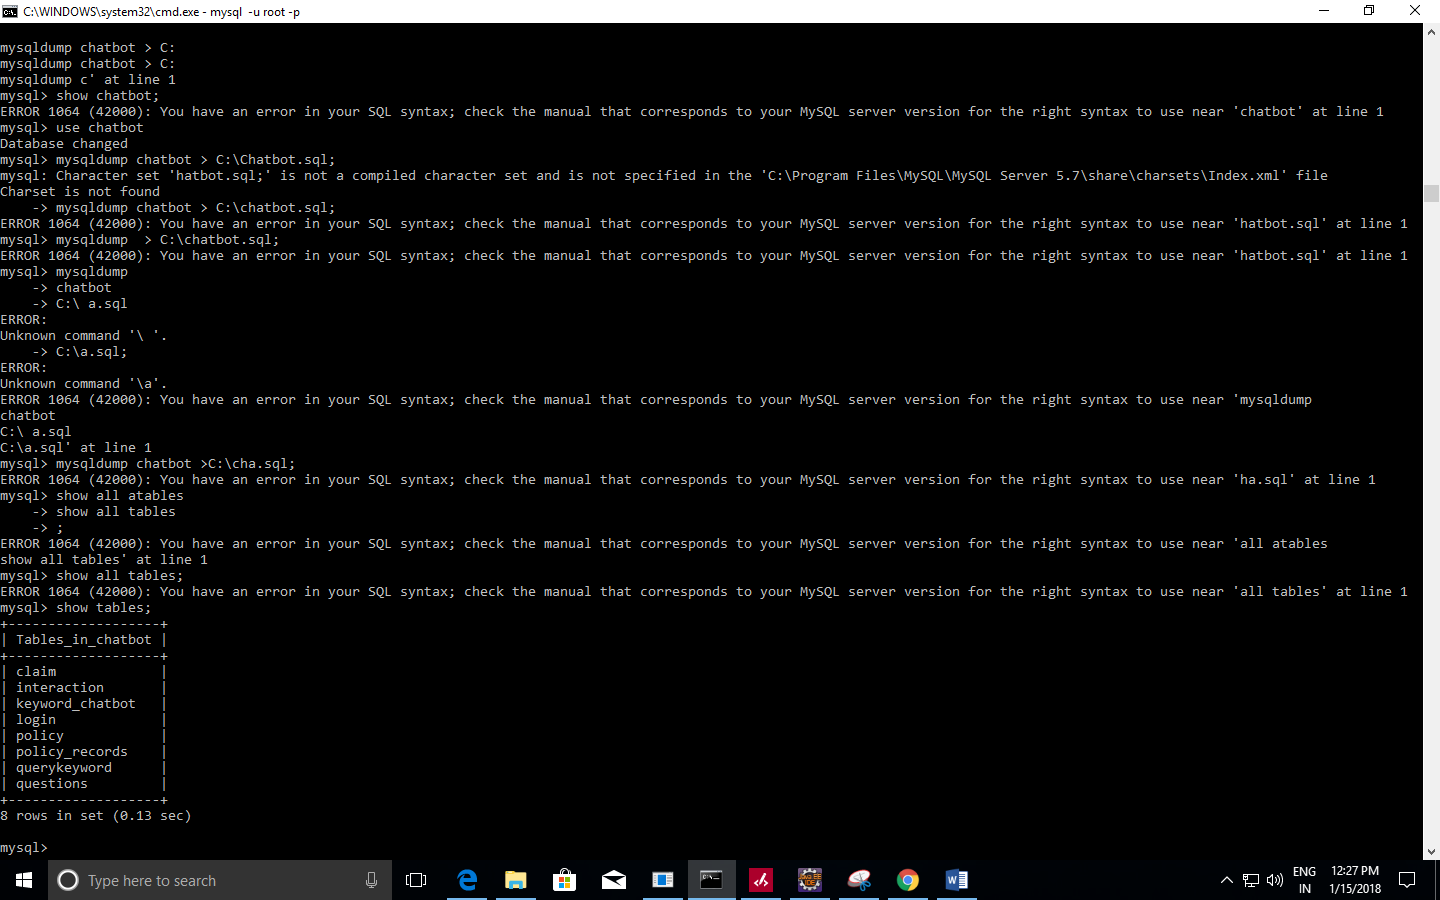 C:\WINDOWS\system32\cmd.exe - mysql  -u root -p
mysqldump chatbot > C:
mysqldump chatbot > C:
mysqldump c' at line 1
mysql> show chatbot;
ERROR 1064 (42000): You have an error in your SQL syntax; check the manual that corresponds to your MySQL server version for the right syntax to use near 'chatbot' at line 1
mysql> use chatbot
Database changed
mysql> mysqldump chatbot > C:\Chatbot.sql;
mysql: Character set 'hatbot.sql;' is not a compiled character set and is not specified in the 'C:\Program Files\MySQL\MySQL Server 5.7\share\charsets\Index.xml' file
Charset is not found
    -> mysqldump chatbot > C:\chatbot.sql;
ERROR 1064 (42000): You have an error in your SQL syntax; check the manual that corresponds to your MySQL server version for the right syntax to use near 'hatbot.sql' at line 1
mysql> mysqldump  > C:\chatbot.sql;
ERROR 1064 (42000): You have an error in your SQL syntax; check the manual that corresponds to your MySQL server version for the right syntax to use near 'hatbot.sql' at line 1
mysql> mysqldump
    -> chatbot
    -> C:\ a.sql
ERROR:
Unknown command '\ '.
    -> C:\a.sql;
ERROR:
Unknown command '\a'.
ERROR 1064 (42000): You have an error in your SQL syntax; check the manual that corresponds to your MySQL server version for the right syntax to use near 'mysqldump
chatbot
C:\ a.sql
C:\a.sql' at line 1
mysql> mysqldump chatbot >C:\cha.sql;
ERROR 1064 (42000): You have an error in your SQL syntax; check the manual that corresponds to your MySQL server version for the right syntax to use near 'ha.sql' at line 1
mysql> show all atables
    -> show all tables
    -> ;
ERROR 1064 (42000): You have an error in your SQL syntax; check the manual that corresponds to your MySQL server version for the right syntax to use near 'all atables
show all tables' at line 1
mysql> show all tables;
ERROR 1064 (42000): You have an error in your SQL syntax; check the manual that corresponds to your MySQL server version for the right syntax to use near 'all tables' at line 1
mysql> show tables;
+-------------------+
| Tables_in_chatbot |
+-------------------+
| claim             |
| interaction       |
| keyword_chatbot   |
| login             |
| policy            |
| policy_records    |
| querykeyword      |
| questions         |
+-------------------+
8 rows in set (0.13 sec)
mysql>
Type here to search
ENG
IN
12:27 PM
1/15/2018